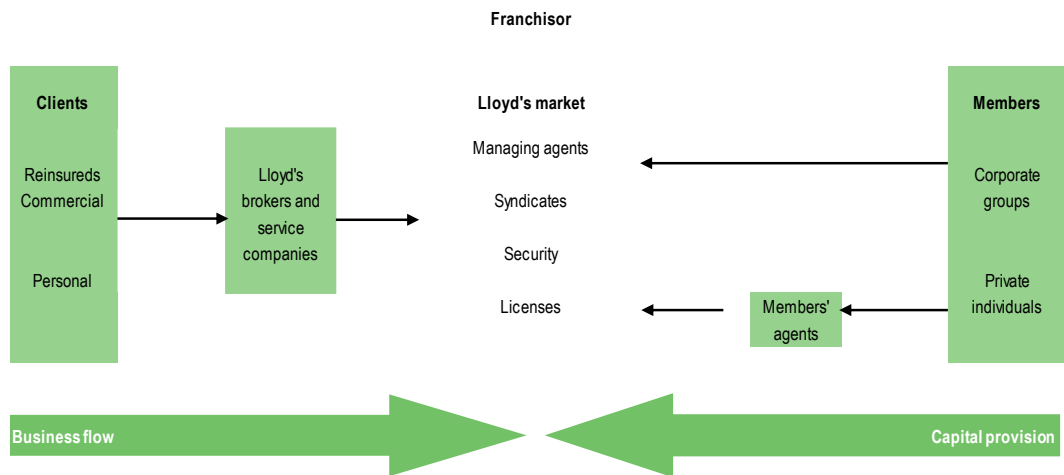 Franchisor
Clients
Reinsureds
Commercial
Personal
Lloyd's
brokers and
service
companies
Lloyd's market
Managing agents
Syndicates
Security
Licenses
Members'
agents
Members
Corporate
groups
Private
individuals
Business flow
Capital provision